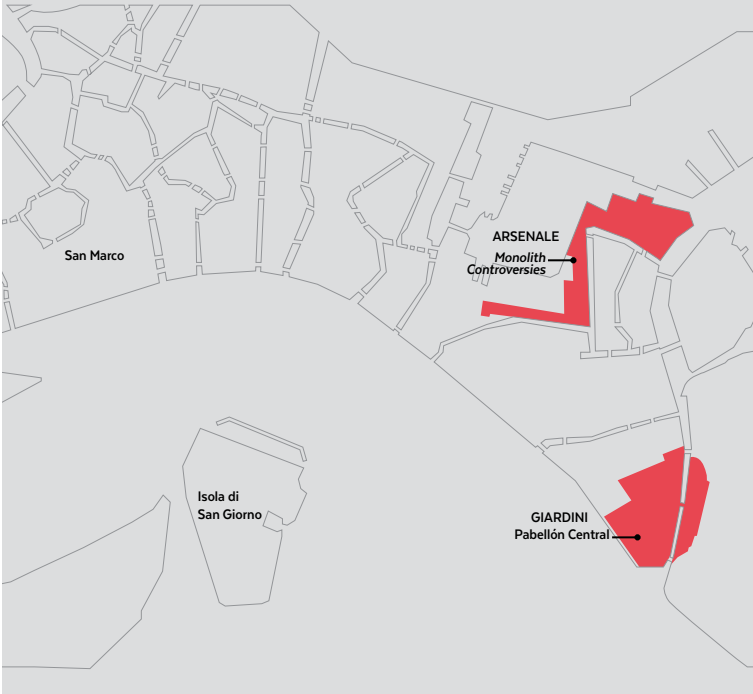 ARSENALE
Monolith
Controversies
San Marco
Isola di
San Giorno
GIARDINI
Pabellón Central